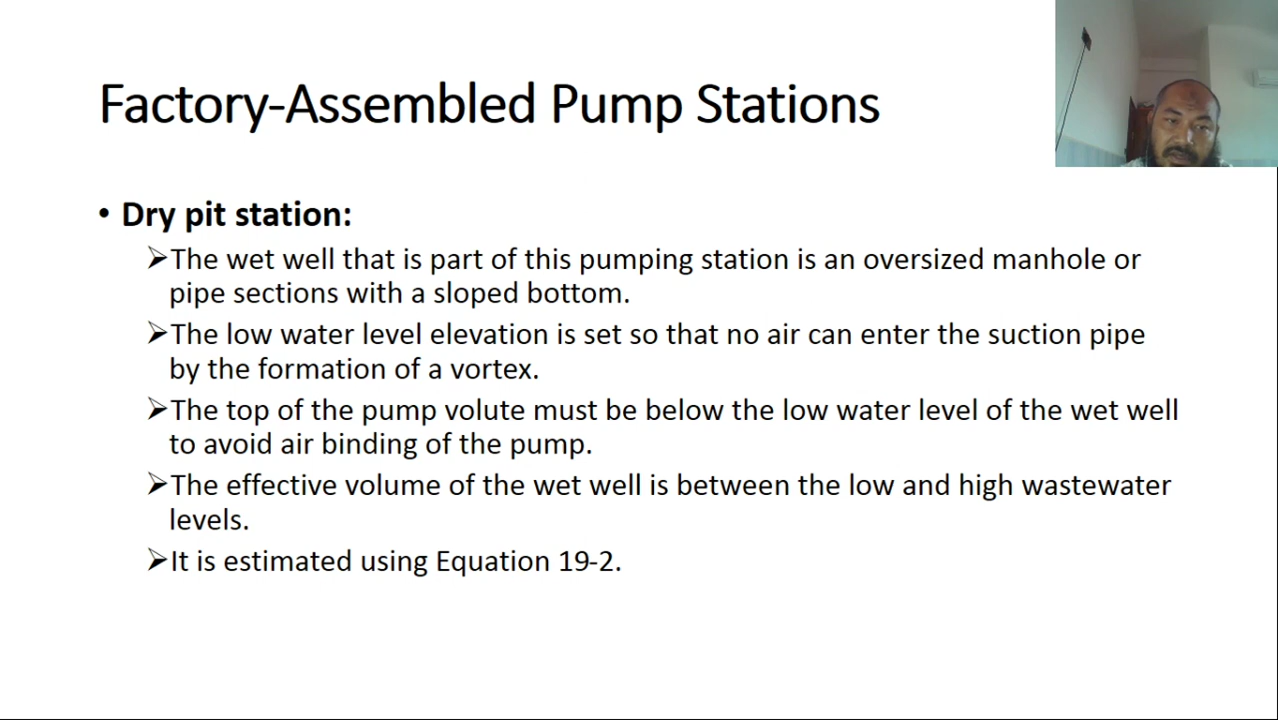 Factory-Assembled Pump Stations
• Dry pit station:
➢The wet well that is part of this pumping station is an oversized manhole or
pipe sections with a sloped bottom.
➢The low water level elevation is set so that no air can enter the suction pipe
by the formation of a vortex.
➢The top of the pump volute must be below the low water level of the wet well
to avoid air binding of the pump.
➢The effective volume of the wet well is between the low and high wastewater
levels.
➢It is estimated using Equation 19-2.